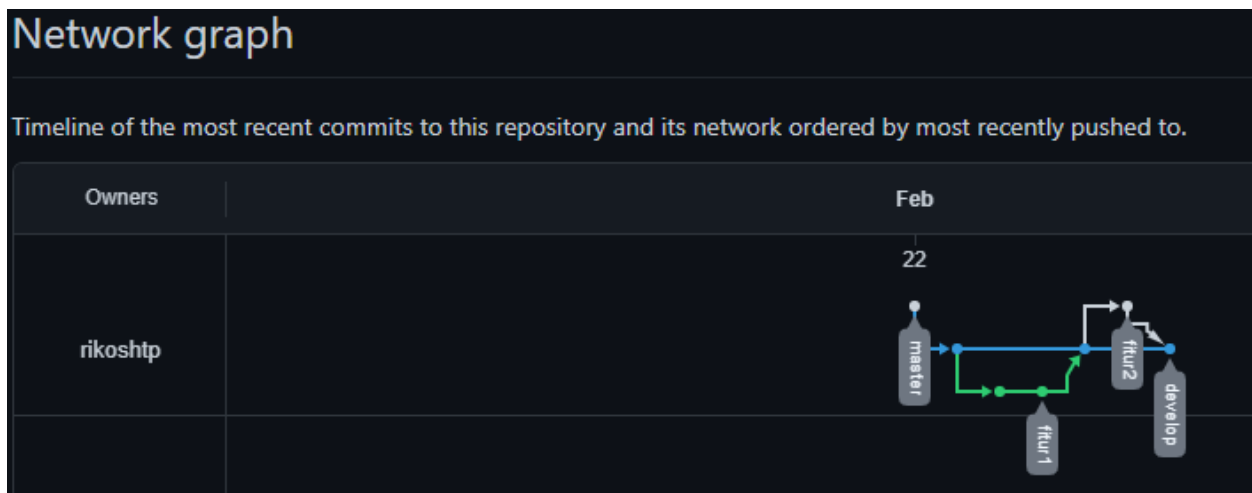 Network graph
Timeline of the most recent commits to this repository and its network ordered by most recently pushed to.
Owners
Feb
22
rikoshtp
master
fitur2
develop
fitur1